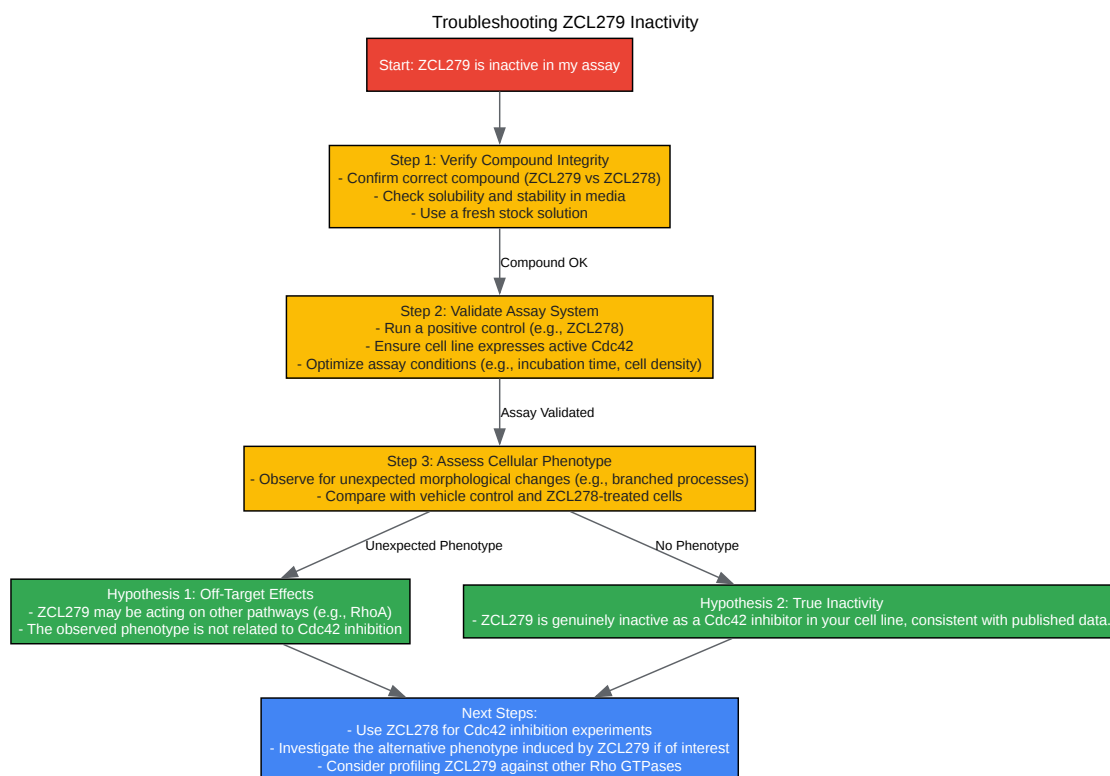 Troubleshooting ZCL279 Inactivity
Start: ZCL279 is inactive in my assay
Step 1: Verify Compound Integrity
- Confirm correct compound (ZCL279 vs ZCL278)
- Check solubility and stability in media
- Use a fresh stock solution
Compound OK
Step 2: Validate Assay System
- Run a positive control (e.g., ZCL278)
- Ensure cell line expresses active Cdc42
- Optimize assay conditions (e.g., incubation time, cell density)
Assay Validated
Step 3: Assess Cellular Phenotype
- Observe for unexpected morphological changes (e.g., branched processes)
- Compare with vehicle control and ZCL278-treated cells
Unexpected Phenotype
No Phenotype
Hypothesis 1: Off-Target Effects
- ZCL279 may be acting on other pathways (e.g., RhoA)
- The observed phenotype is not related to Cdc42 inhibition
Hypothesis 2: True Inactivity
- ZCL279 is genuinely inactive as a Cdc42 inhibitor in your cell line, consistent with published data.
Next Steps:
- Use ZCL278 for Cdc42 inhibition experiments
- Investigate the alternative phenotype induced by ZCL279 if of interest
- Consider profiling ZCL279 against other Rho GTPases